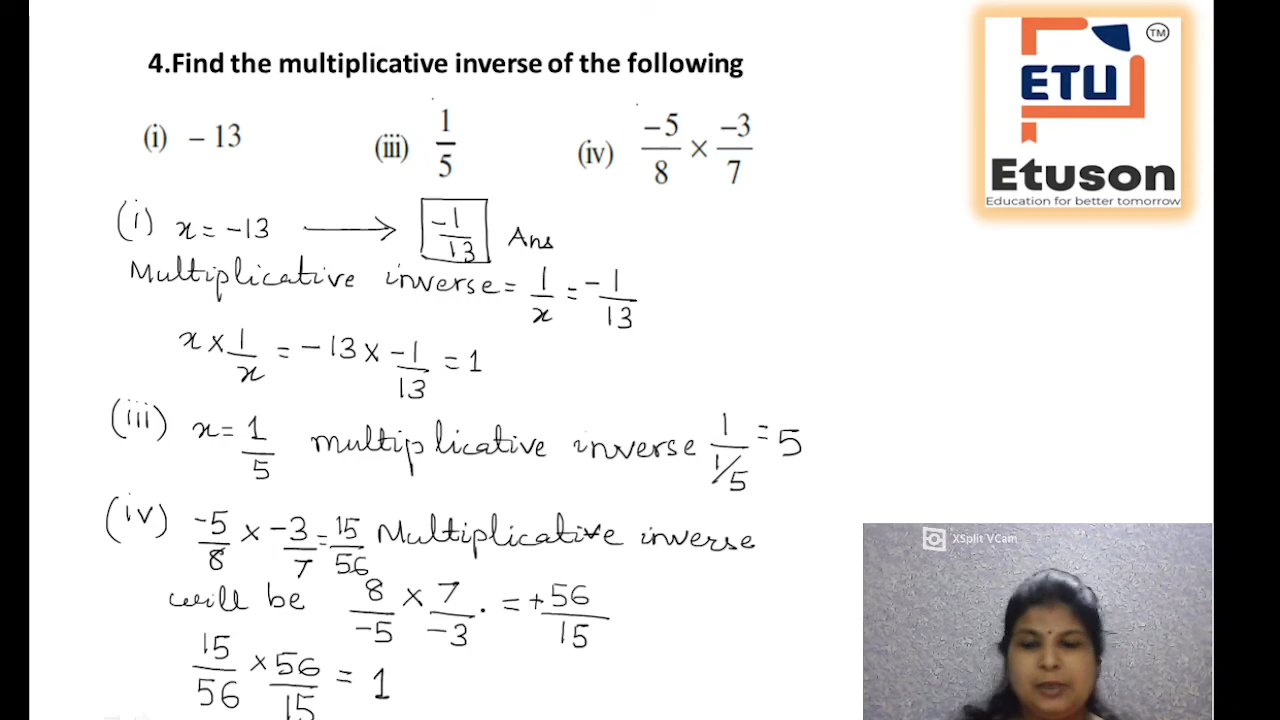 4.Find the multiplicative inverse of the following
(i) – 13 (iii) 1/5 (iv) –5/8 × –3/7
TM
ETU
Etuson
Education for better tomorrow
(i) x = -13 → -1/13 Ans
Multiplicative inverse = 1/x = -1/13
x × 1/x = -13 × -1/13 = 1
(iii) x = 1/5 multiplicative inverse 1/1/5 = 5
(iv) -5/8 × -3/7 = 15/56 Multiplicative inverse
will be 8/-5 × 7/-3 . = +56/15
15/56 × 56/15 = 1
XSplit VCam